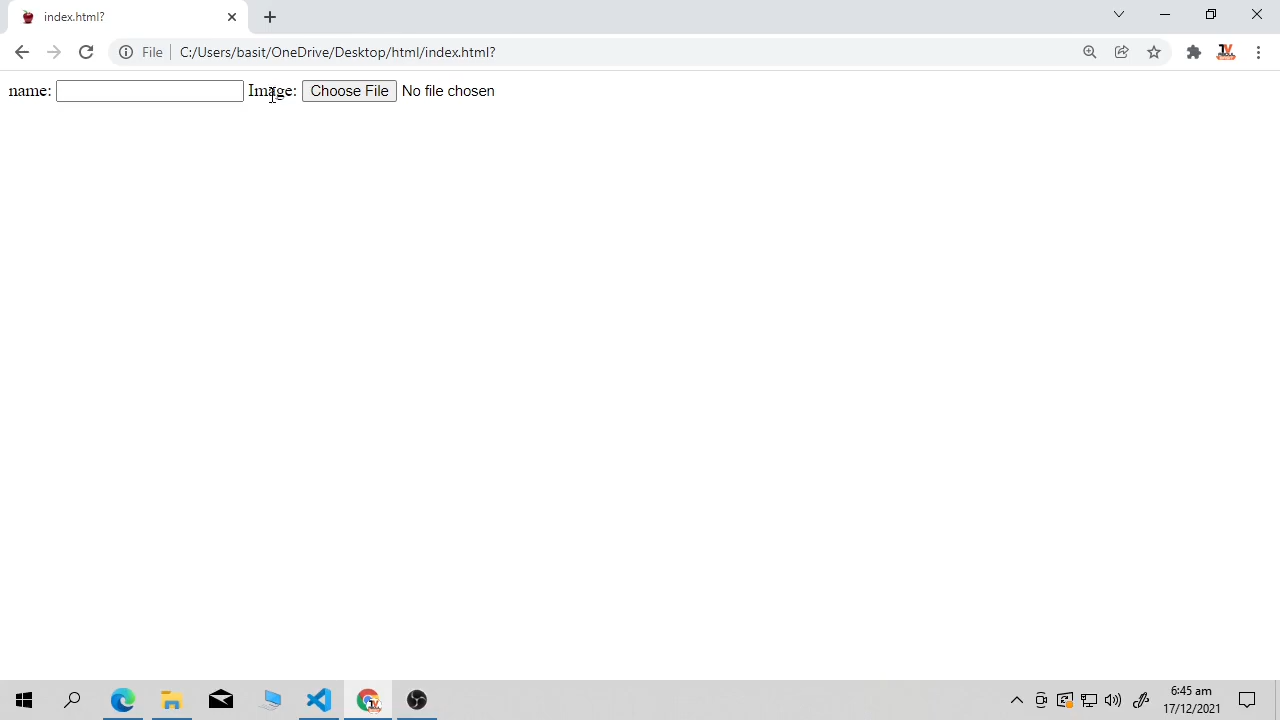 index.html?
File C:/Users/basit/OneDrive/Desktop/html/index.html?
name: Image: Choose File No file chosen
6:45 am
17/12/2021